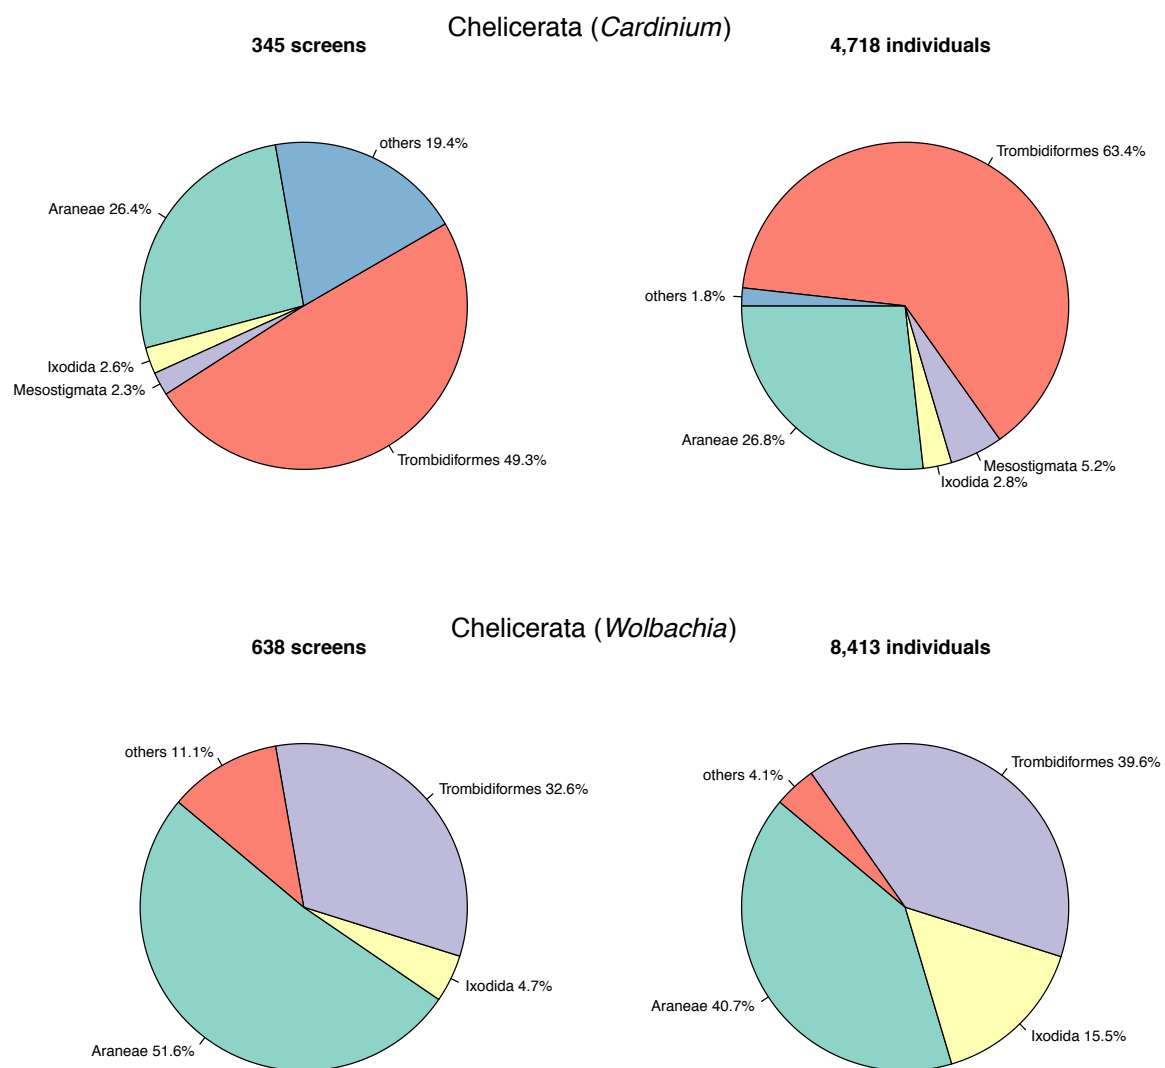 Chelicerata (Cardinium)
345 screens
4,718 individuals
others 19.4%
Araneae 26.4%
Ixodida 2.6%
Mesostigmata 2.3%
Trombidiformes 49.3%
Trombidiformes 63.4%
others 1.8%
Araneae 26.8%
Mesostigmata 5.2%
Ixodida 2.8%
Chelicerata (Wolbachia)
638 screens
8,413 individuals
others 11.1%
Trombidiformes 32.6%
Ixodida 4.7%
Araneae 51.6%
Trombidiformes 39.6%
others 4.1%
Araneae 40.7%
Ixodida 15.5%